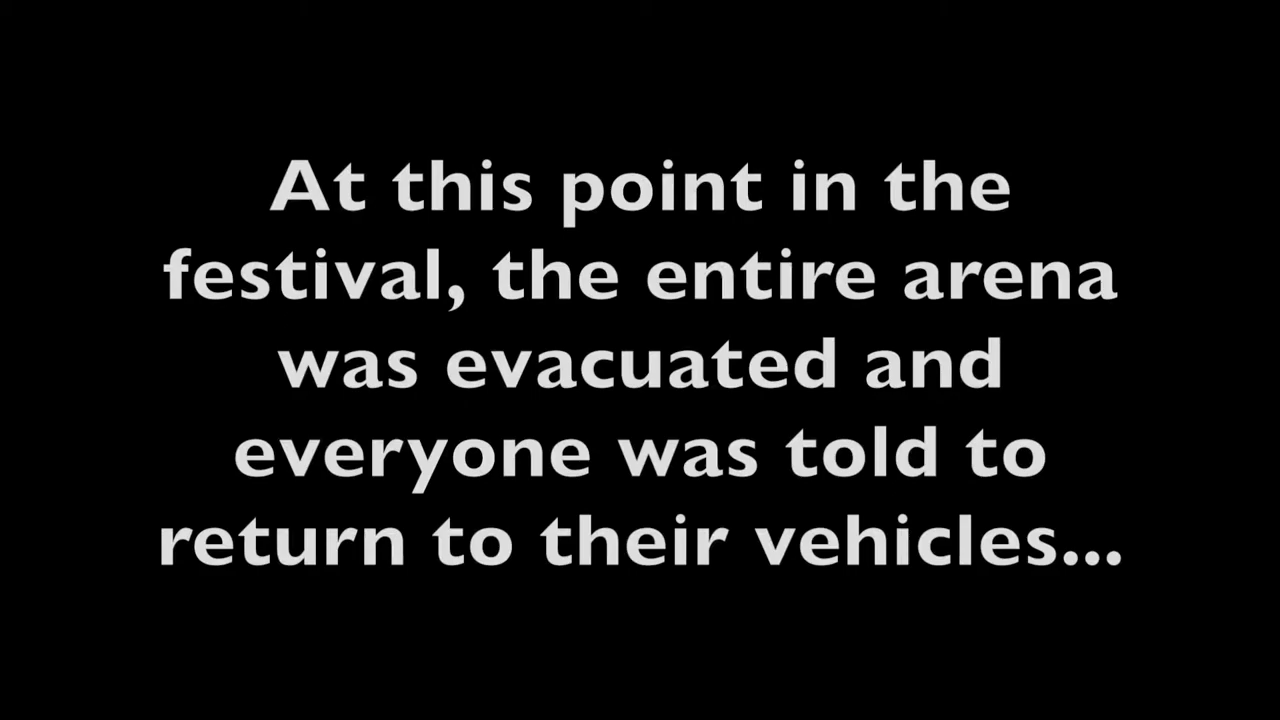 At this point in the
festival, the entire arena
was evacuated and
everyone was told to
return to their vehicles...